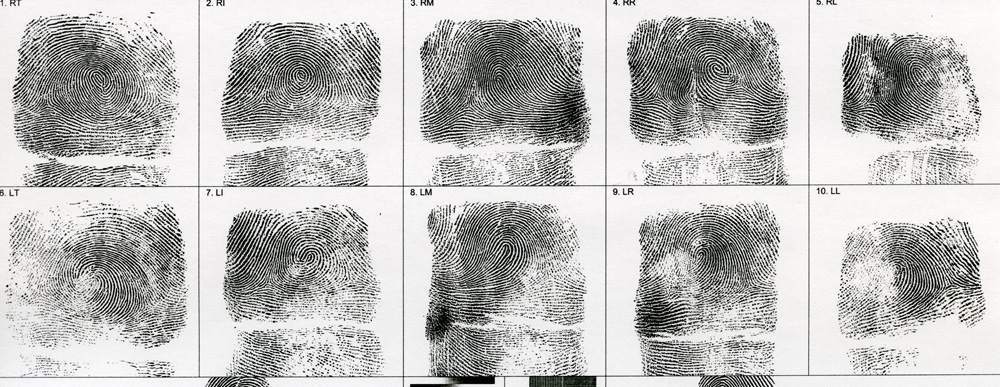 1. RT
2. RI
3. RM
4. RR
5. RL
6. LT
7. LI
8. LM
9. LR
10. LL